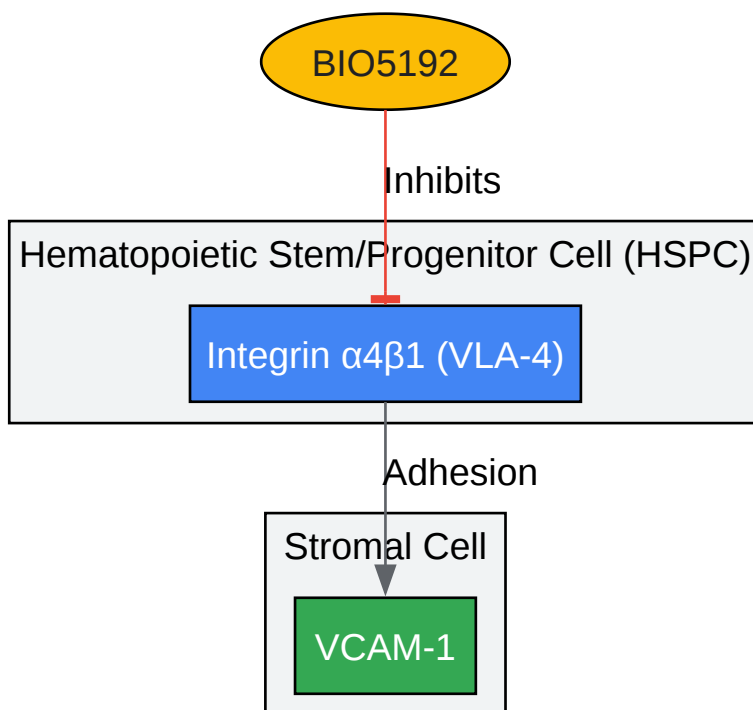 BIO5192
Inhibits
Hematopoietic Stem/Progenitor Cell (HSPC)
Integrin α4β1 (VLA-4)
Adhesion
Stromal Cell
VCAM-1